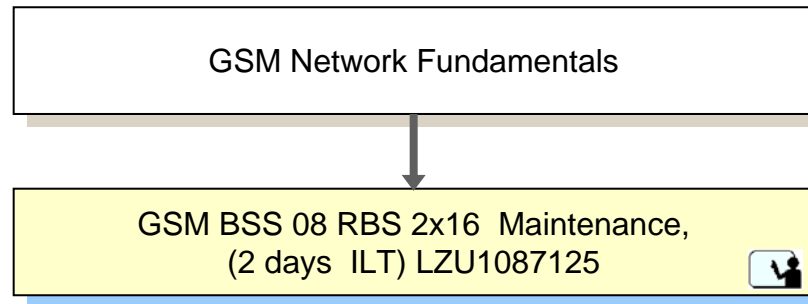 GSM Network Fundamentals
GSM BSS 08 RBS 2x16 Maintenance,
(2 days ILT) LZU1087125